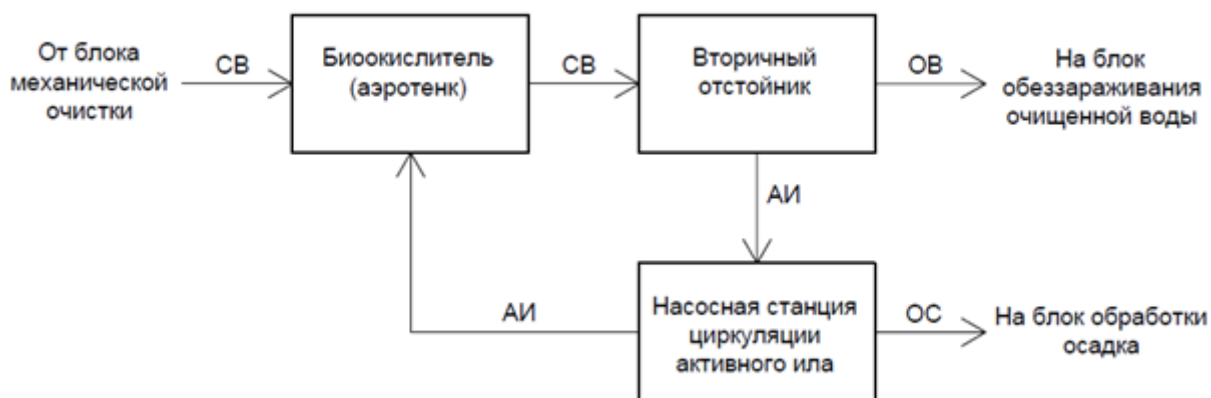 От блока
механической
очистки
СВ
Биоокислитель
(аэротенк)
СВ
Вторичный
отстойник
ОВ
На блок
обеззараживания
очищенной воды
АИ
АИ
Насосная станция
циркуляции
активного ила
ОС
На блок обработки
осадка